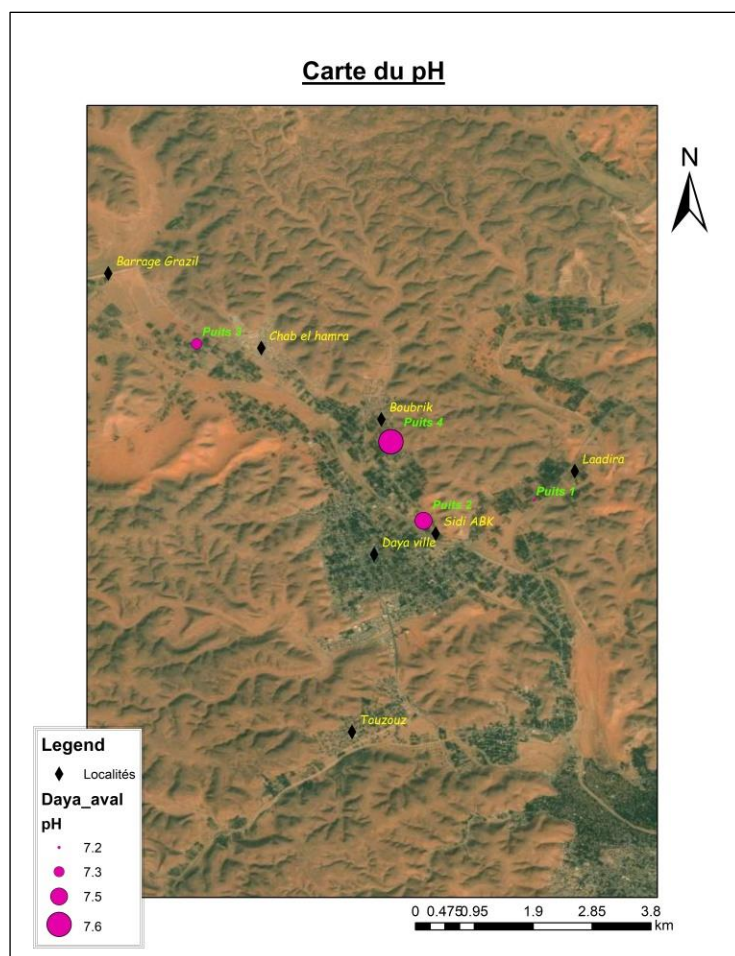 Carte du pH
N
Barrage Grazil
Puits 3
Chab el hamra
Boubrik
Puits 4
Laadira
Puits 1
Puits 2
Sidi ABK
Daya ville
Touzouz
Legend
Localités
Daya_aval
pH
7.2
7.3
7.5
7.6
0 0.4750.95 1.9 2.85 3.8
km